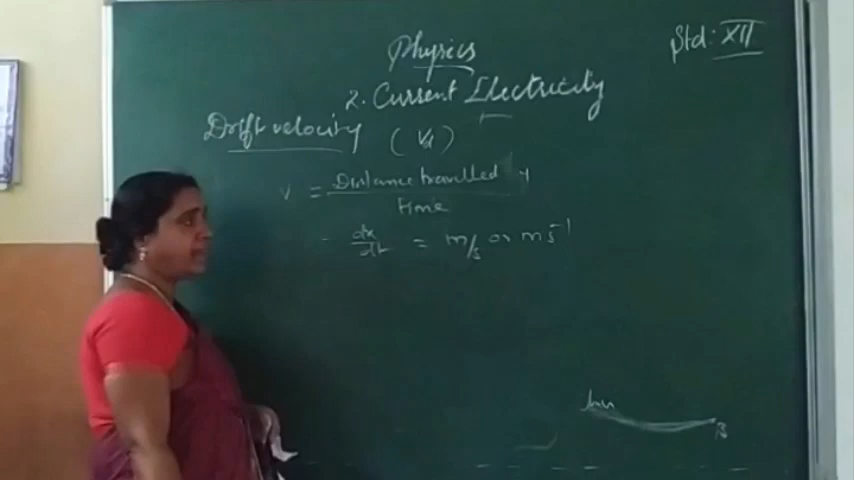 Physics
Std: XII
2. Current Electricity
Drift velocity (Vd)
v = Distance travelled
time
dx/dt = m/s or ms⁻¹
B